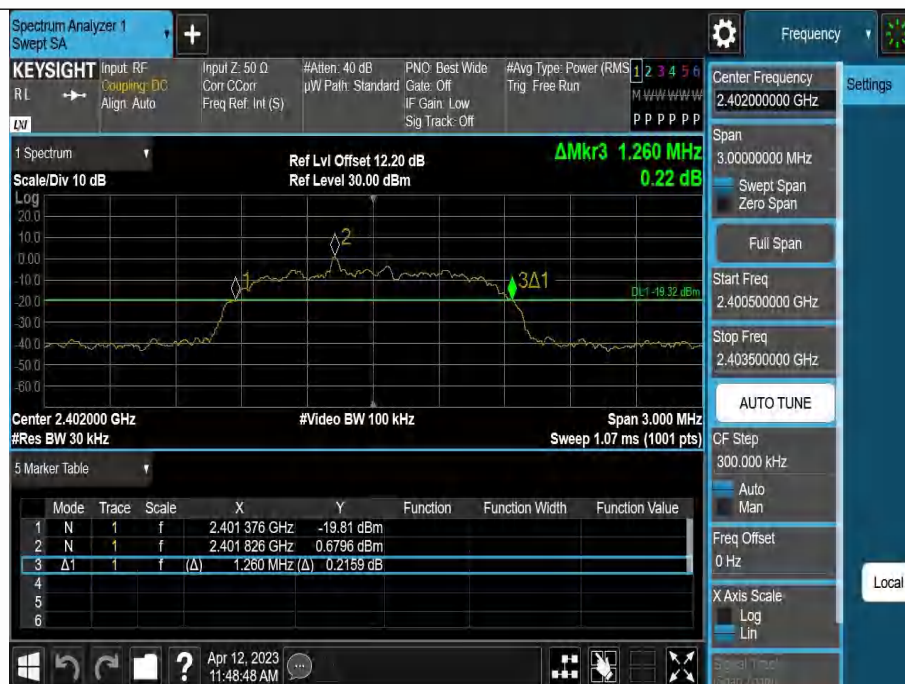 Spectrum Analyzer 1
Swept SA
+
Frequency
KEYSIGHT
RL
LXI
Input: RF
Coupling: DC
Align: Auto
Input Z: 50 Ω
Corr CCorr
Freq Ref: Int (S)
#Atten: 40 dB
µW Path: Standard
PNO: Best Wide
Gate: Off
IF Gain: Low
Sig Track: Off
#Avg Type: Power (RMS
Trig: Free Run
1 2 3 4 5 6
M W W W W W
P P P P P P
1 Spectrum
Scale/Div 10 dB
Log
Ref Lvl Offset 12.20 dB
Ref Level 30.00 dBm
ΔMkr3 1.260 MHz
0.22 dB
20.0
10.0
0.00
-10.0
-20.0
-30.0
-40.0
-50.0
-60.0
1
2
3Δ1
DL1 -19.32 dBm
Center 2.402000 GHz
#Res BW 30 kHz
#Video BW 100 kHz
Span 3.000 MHz
Sweep 1.07 ms (1001 pts)
5 Marker Table
Mode Trace Scale X Y Function Function Width Function Value
1 N 1 f 2.401 376 GHz -19.81 dBm
2 N 1 f 2.401 826 GHz 0.6796 dBm
3 Δ1 1 f (Δ) 1.260 MHz (Δ) 0.2159 dB
4
5
6
?
Apr 12, 2023
11:48:48 AM
Center Frequency
2.402000000 GHz
Span
3.00000000 MHz
Swept Span
Zero Span
Full Span
Start Freq
2.400500000 GHz
Stop Freq
2.403500000 GHz
AUTO TUNE
CF Step
300.000 kHz
Auto
Man
Freq Offset
0 Hz
X Axis Scale
Log
Lin
Settings
Local